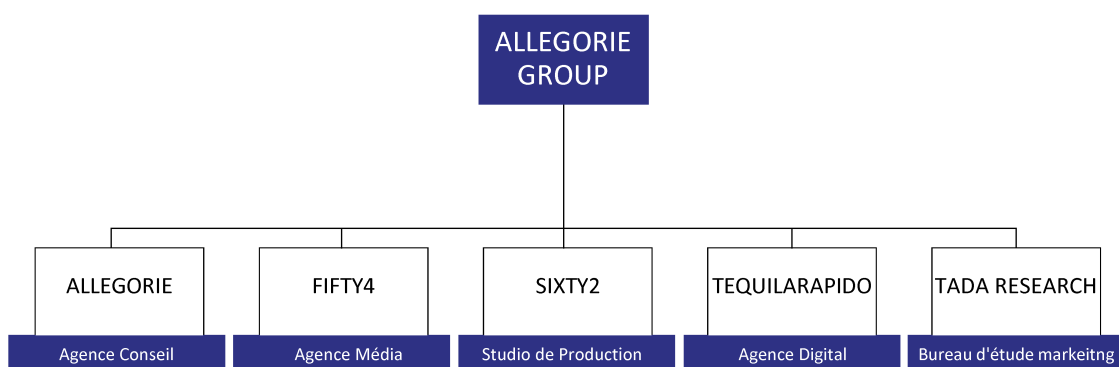 ALLEGORIE
GROUP
ALLEGORIE
FIFTY4
SIXTY2
TEQUILARAPIDO
TADA RESEARCH
Agence Conseil
Agence Média
Studio de Production
Agence Digital
Bureau d'étude markeitng